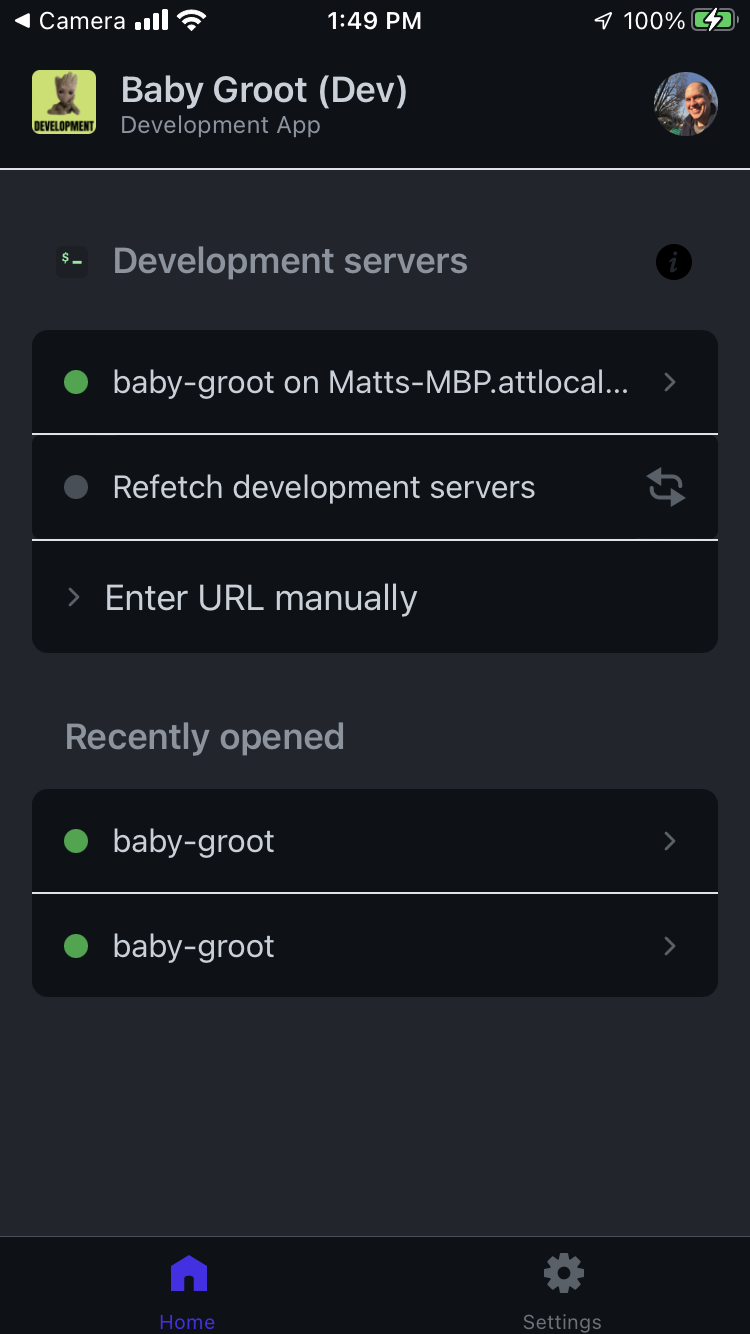 Camera
1:49 PM
100%
Baby Groot (Dev)
Development App
DEVELOPMENT
$
Development servers
i
baby-groot on Matts-MBP.attlocal...
Refetch development servers
Enter URL manually
Recently opened
baby-groot
baby-groot
Home
Settings